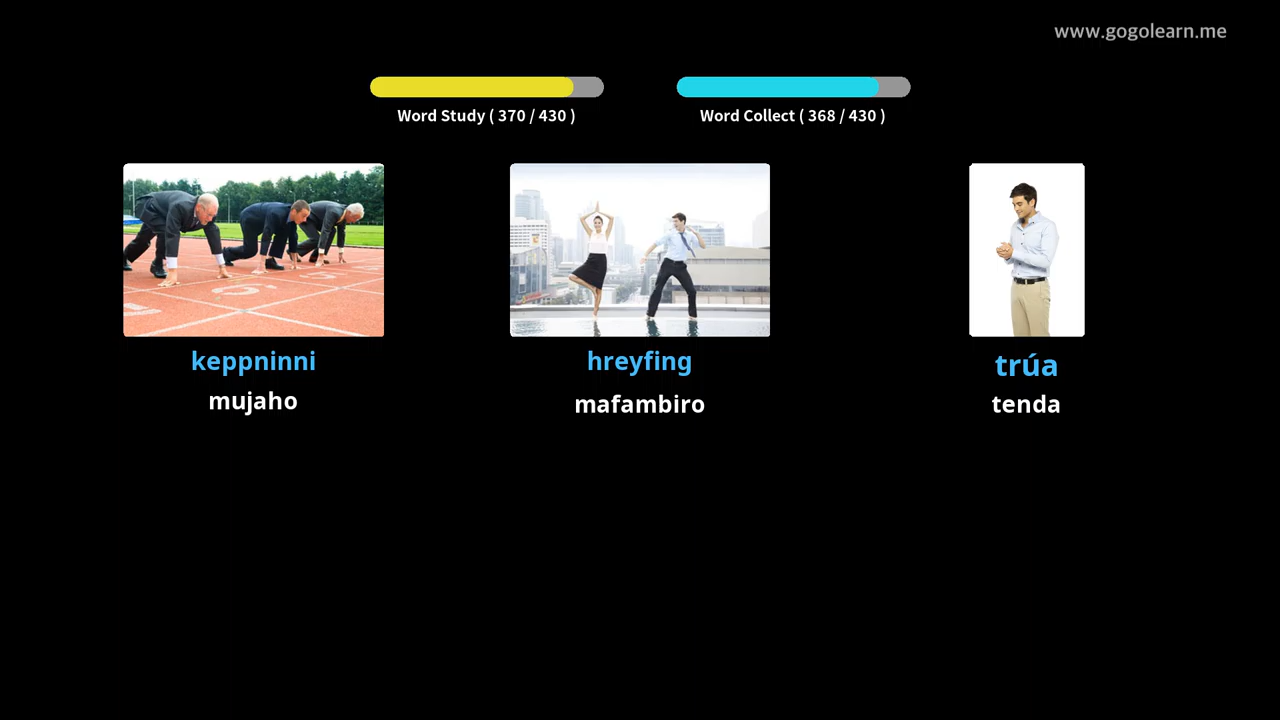 www.gogolearn.me
Word Study ( 370 / 430 )
Word Collect ( 368 / 430 )
keppninni
mujaho
hreyfing
mafambiro
trúa
tenda